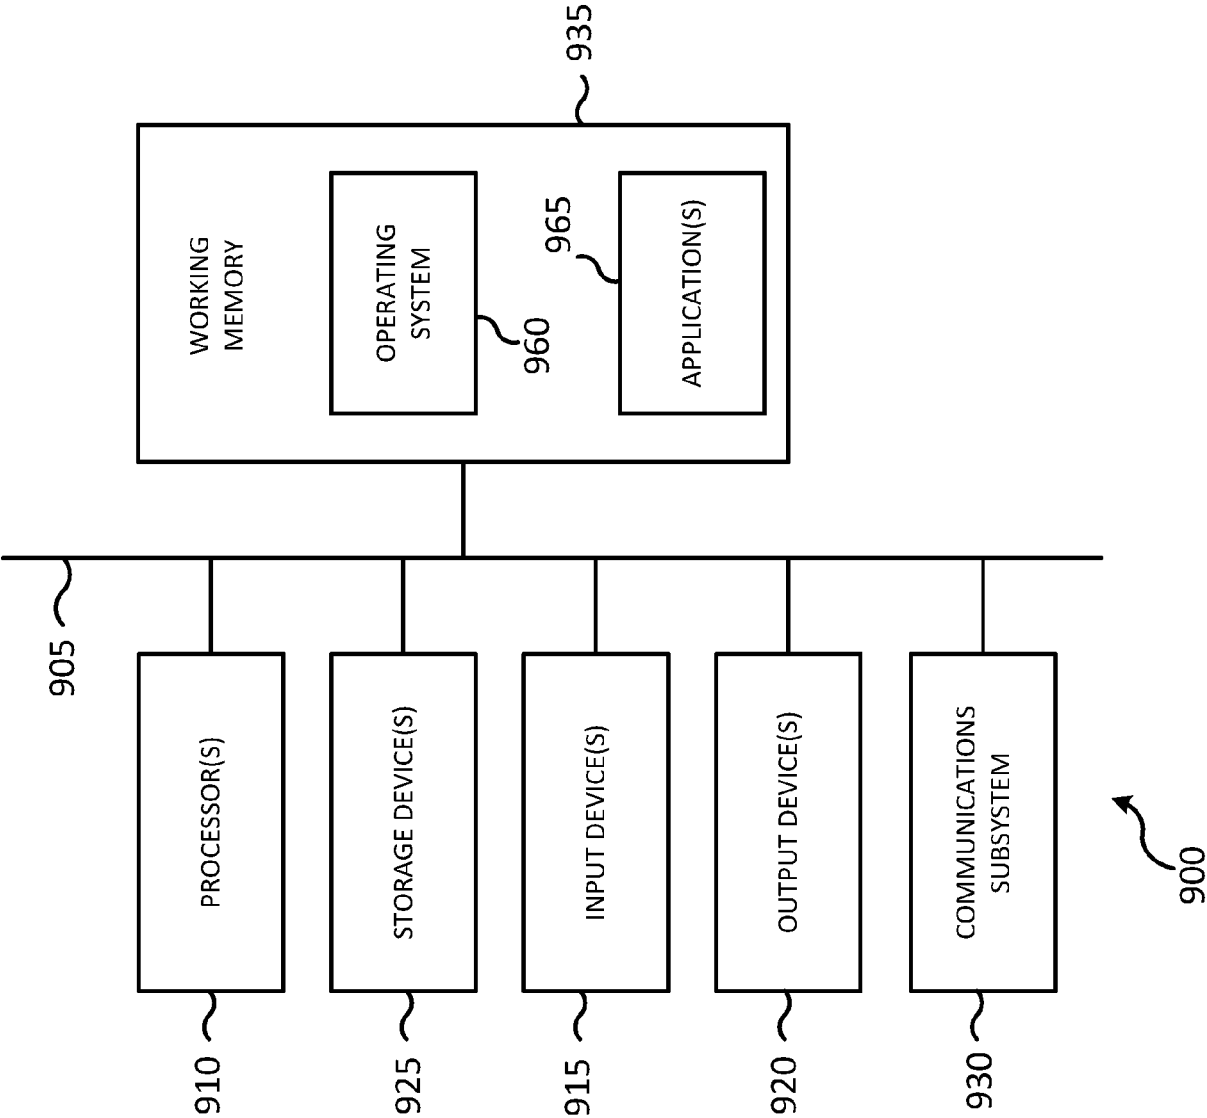 910
PROCESSOR(S)
905
925
STORAGE DEVICE(S)
915
INPUT DEVICE(S)
920
OUTPUT DEVICE(S)
930
COMMUNICATIONS
SUBSYSTEM
900
WORKING
MEMORY
935
OPERATING
SYSTEM
960
965
APPLICATION(S)